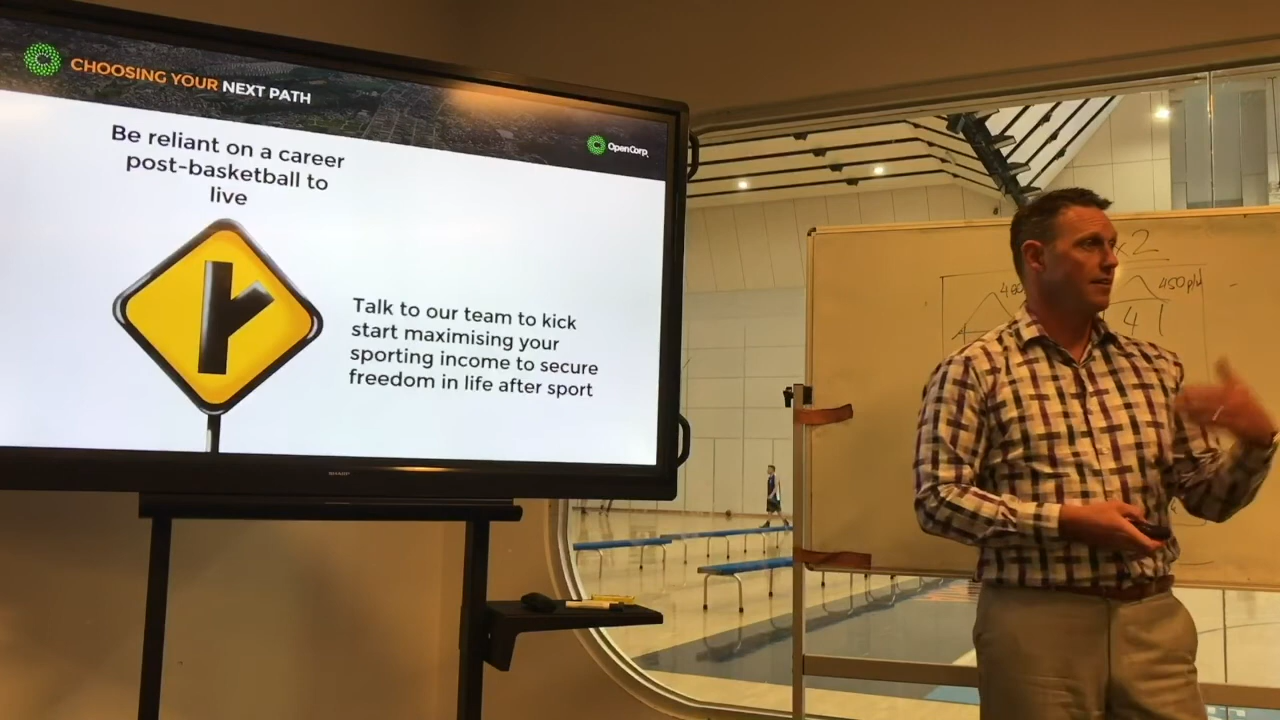 CHOOSING YOUR NEXT PATH
OpenCorp.
Be reliant on a career
post-basketball to
live
Talk to our team to kick
start maximising your
sporting income to secure
freedom in life after sport
SHARP
x2
450p/w
41